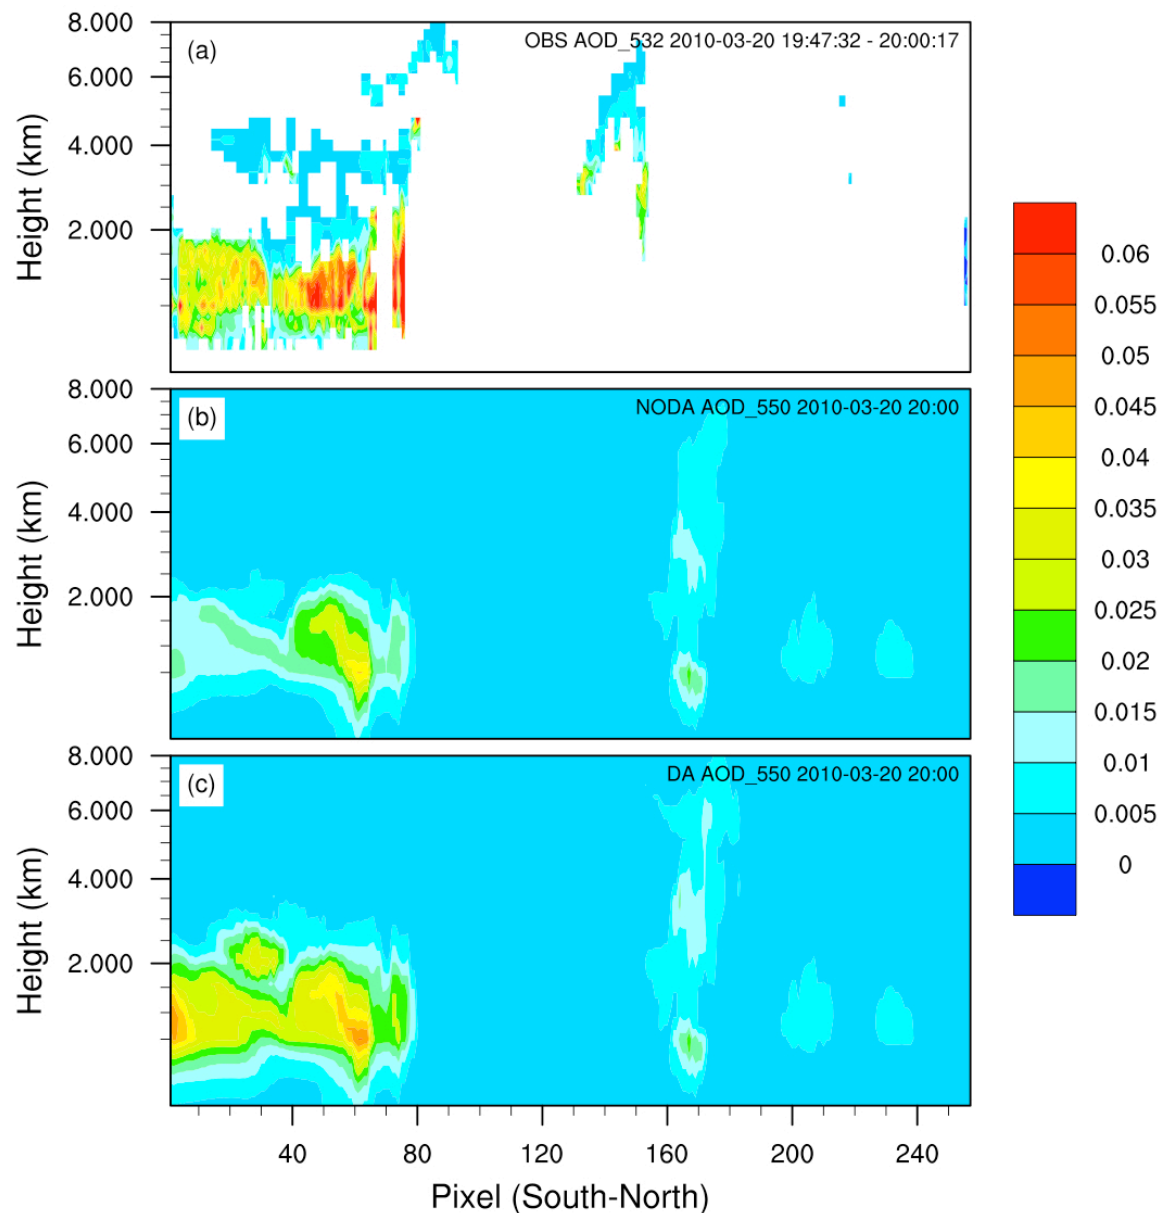 8.000
(a)
OBS AOD_532 2010-03-20 19:47:32 - 20:00:17
6.000
4.000
2.000
Height (km)
8.000
(b)
NODA AOD_550 2010-03-20 20:00
6.000
4.000
2.000
Height (km)
8.000
(c)
DA AOD_550 2010-03-20 20:00
6.000
4.000
2.000
Height (km)
40 80 120 160 200 240
Pixel (South-North)
0.06
0.055
0.05
0.045
0.04
0.035
0.03
0.025
0.02
0.015
0.01
0.005
0